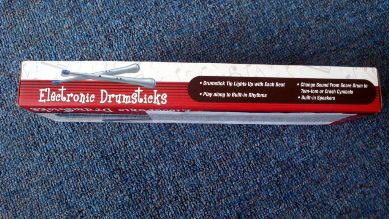 Electronic Drumsticks
• Drumstick Tip Lights Up with Each Beat
• Play along to Built-in Rhythms
• Change Sound From Snare Drum to
Tom-tom or Crash Cymbals
• Built-in Speakers